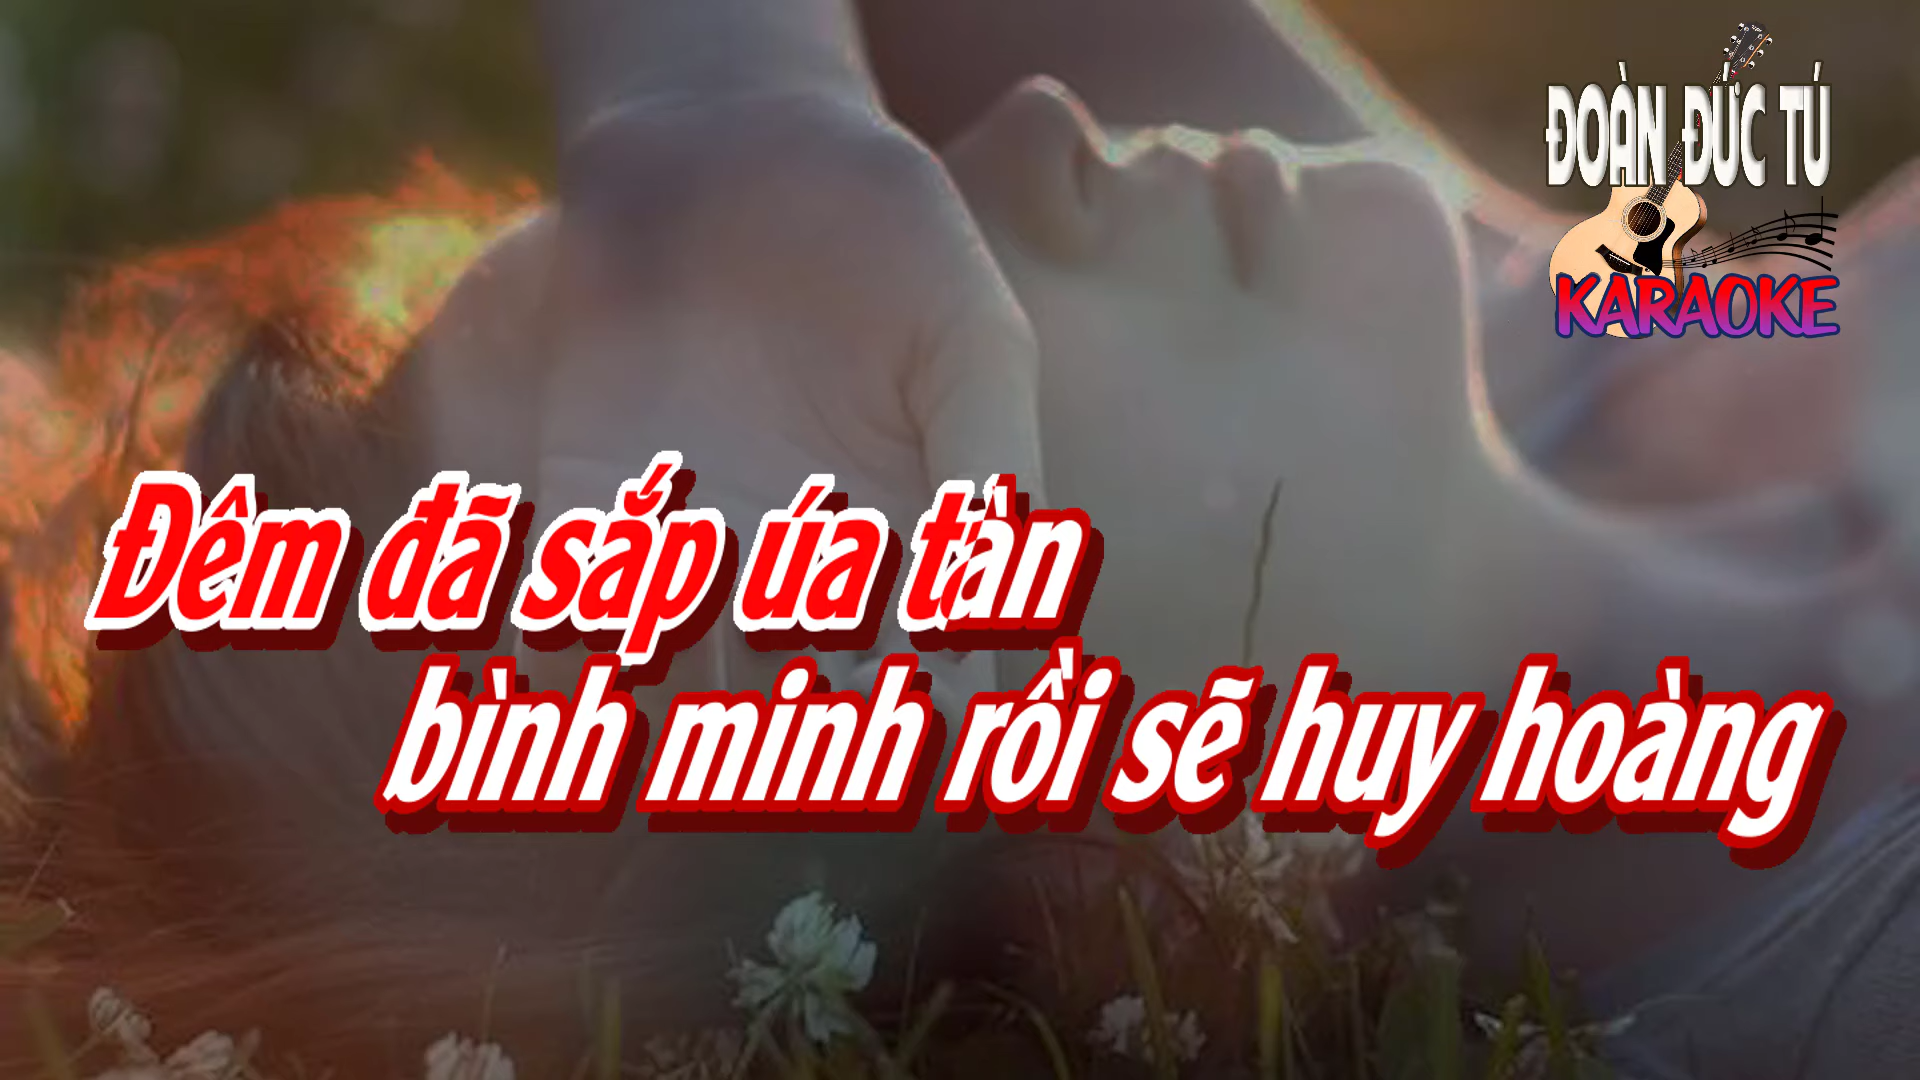 ĐOÀN ĐỨC TÚ
KARAOKE
Đêm đã sắp úa tàn
bình minh rồi sẽ huy hoàng